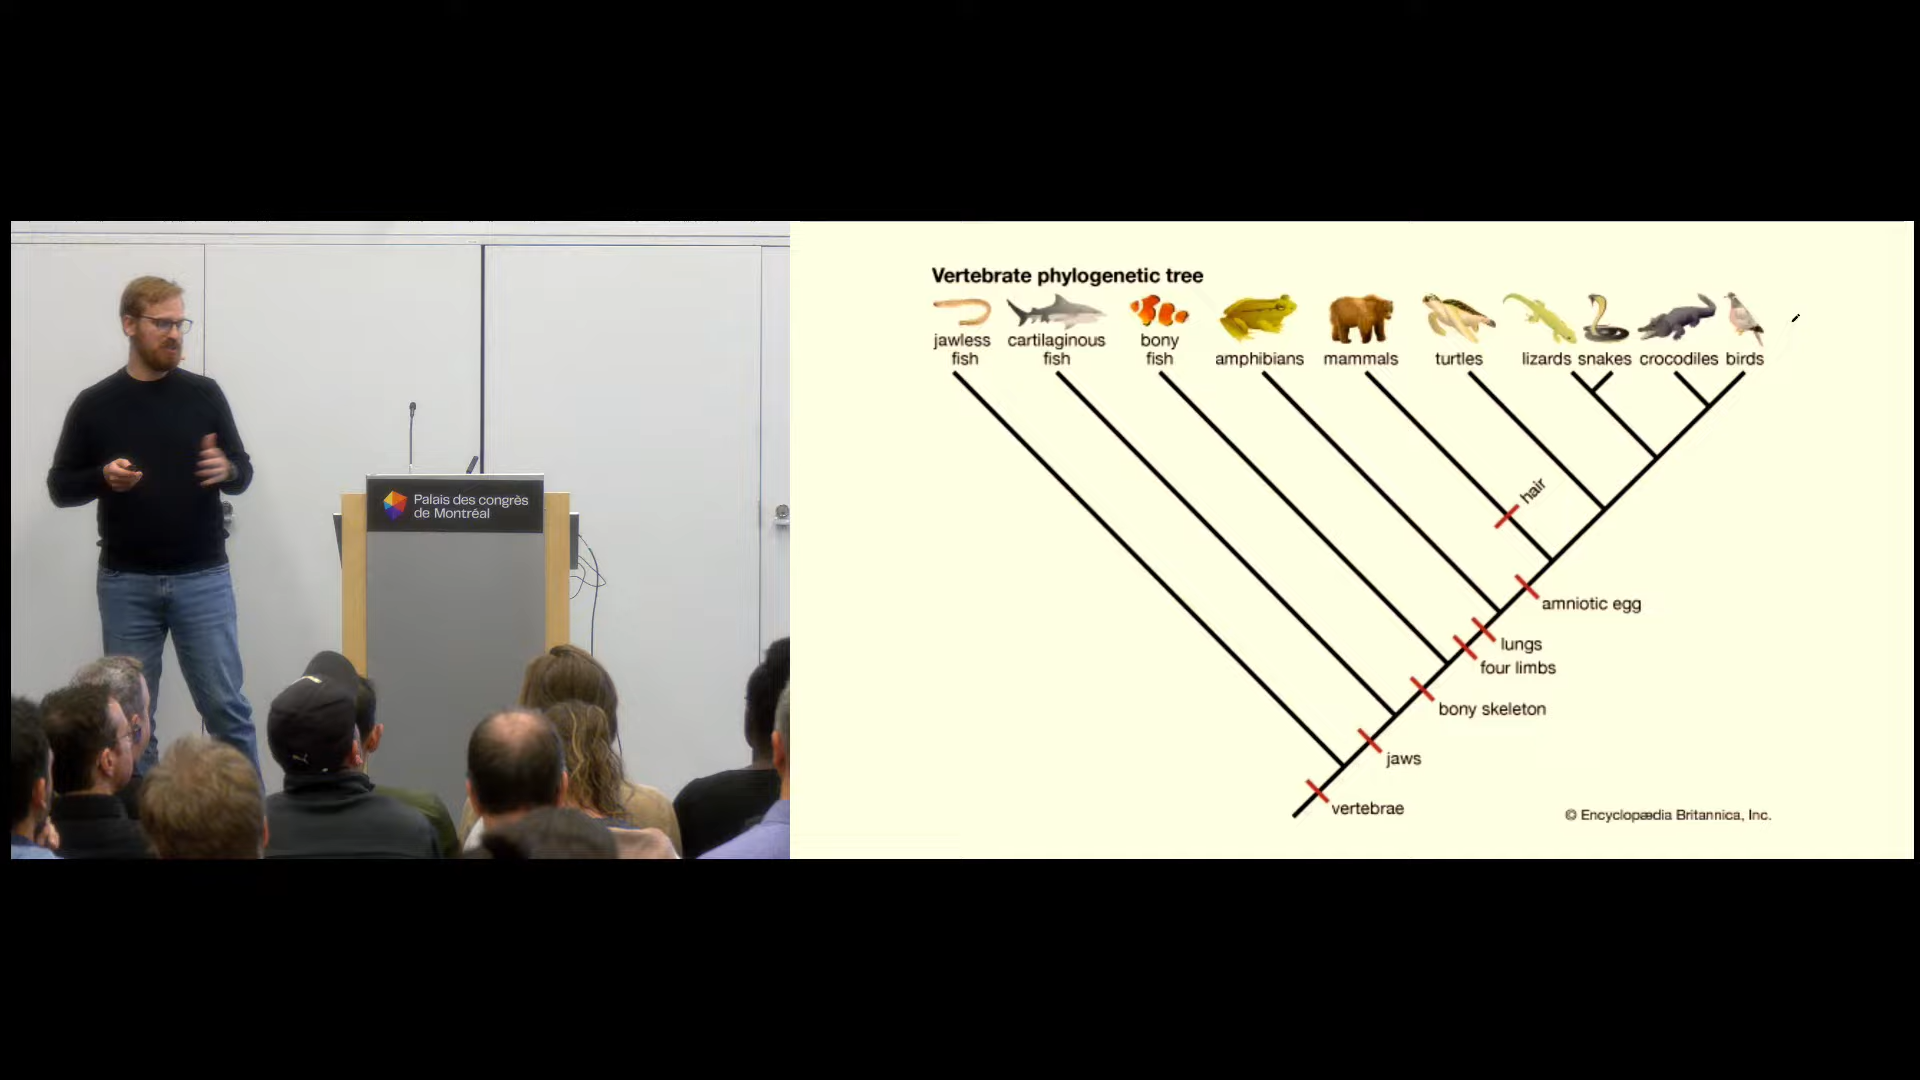 Palais des congrès
de Montréal
Vertebrate phylogenetic tree
jawless
fish
cartilaginous
fish
bony
fish
amphibians
mammals
turtles
lizards
snakes
crocodiles
birds
hair
amniotic egg
lungs
four limbs
bony skeleton
jaws
vertebrae
© Encyclopædia Britannica, Inc.